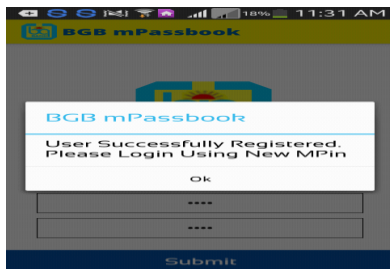 18% 11:31 AM
BGB mPassbook
BGB mPassbook
User Successfully Registered.
Please Login Using New MPin
Ok
••••
••••
Submit